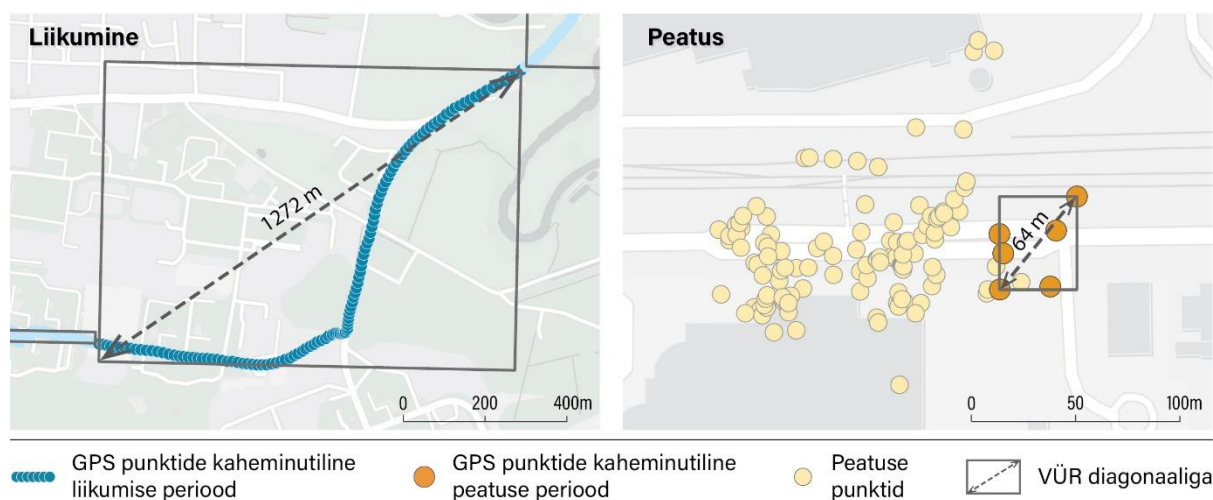 Liikumine
1272 m
0 200 400m
Peatus
64 m
0 50 100m
GPS punktide kaheminutiline
liikumise periood
GPS punktide kaheminutiline
peatuse periood
Peatuse
punktid
VÜR diagonaaliga